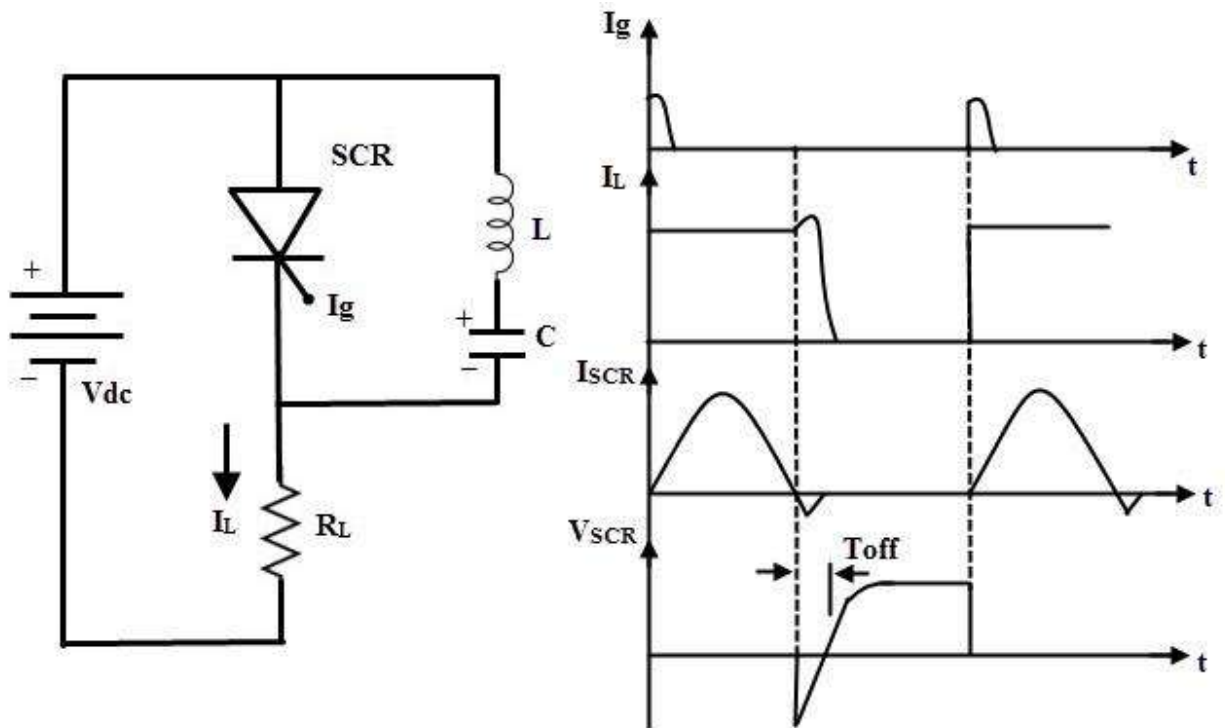 SCR
L
Ig
+
C
−
+
−
Vdc
IL
RL
Ig
t
IL
t
ISCR
t
VSCR
Toff
t